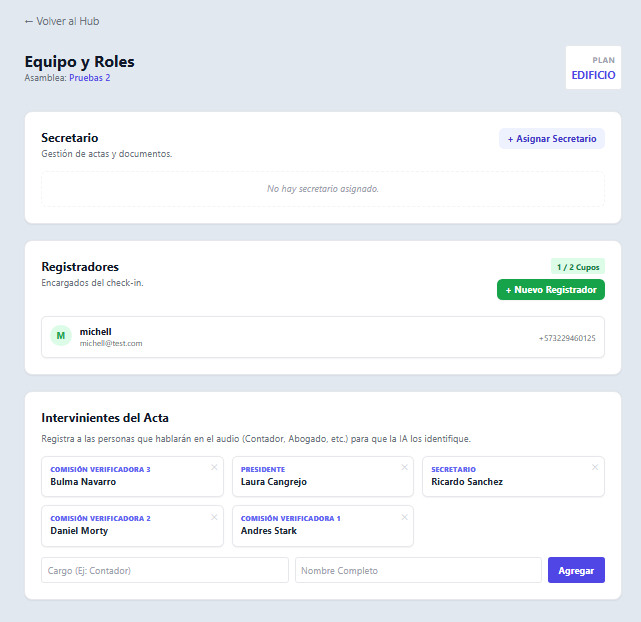 ← Volver al Hub
Equipo y Roles
Asamblea: Pruebas 2
PLAN
EDIFICIO
Secretario
Gestión de actas y documentos.
+ Asignar Secretario
No hay secretario asignado.
Registradores
Encargados del check-in.
1 / 2 Cupos
+ Nuevo Registrador
M
michell
michell@test.com
+573229460125
Intervinientes del Acta
Registra a las personas que hablarán en el audio (Contador, Abogado, etc.) para que la IA los identifique.
COMISIÓN VERIFICADORA 3
Bulma Navarro
PRESIDENTE
Laura Cangrejo
SECRETARIO
Ricardo Sanchez
COMISIÓN VERIFICADORA 2
Daniel Morty
COMISIÓN VERIFICADORA 1
Andres Stark
Cargo (Ej: Contador)
Nombre Completo
Agregar